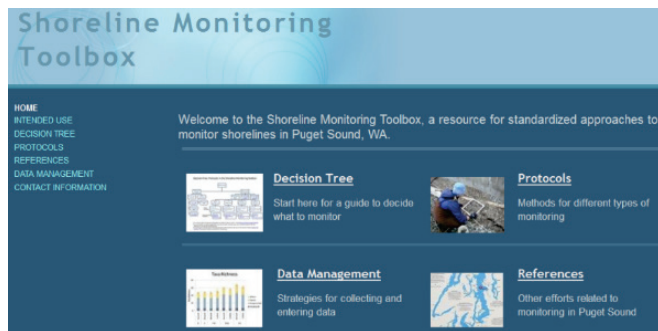 Shoreline Monitoring
Toolbox
HOME
INTENDED USE
DECISION TREE
PROTOCOLS
REFERENCES
DATA MANAGEMENT
CONTACT INFORMATION
Welcome to the Shoreline Monitoring Toolbox, a resource for standardized approaches to
monitor shorelines in Puget Sound, WA.
Decision Tree
Start here for a guide to decide
what to monitor
Protocols
Methods for different types of
monitoring
Data Management
Strategies for collecting and
entering data
References
Other efforts related to
monitoring in Puget Sound